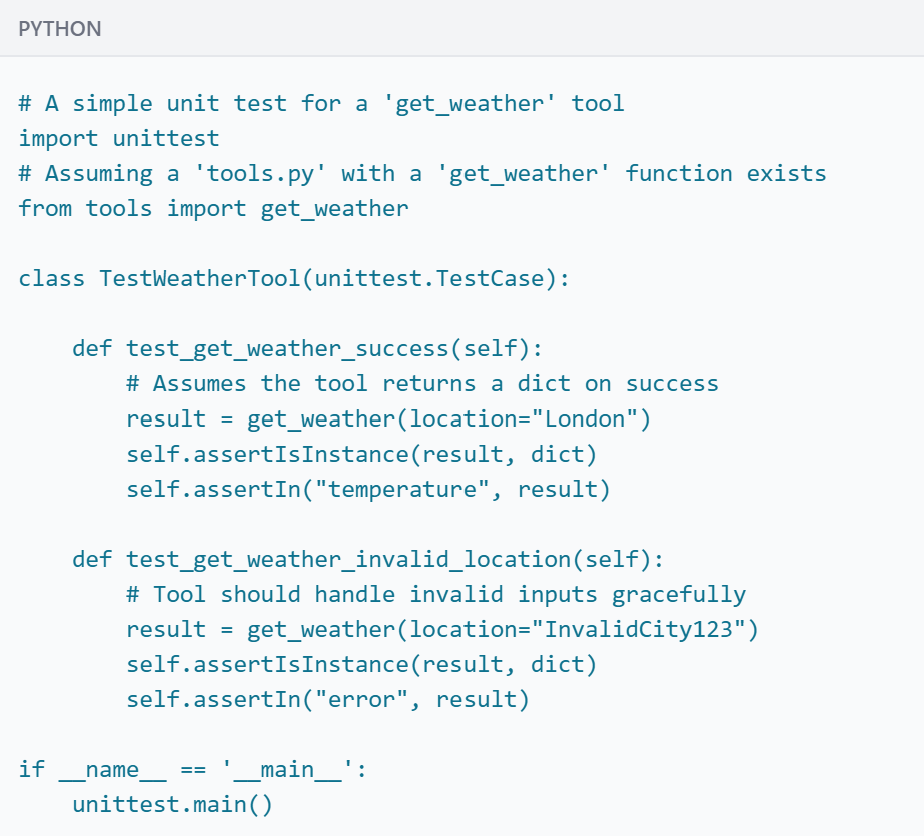 PYTHON
# A simple unit test for a 'get_weather' tool
import unittest
# Assuming a 'tools.py' with a 'get_weather' function exists
from tools import get_weather
class TestWeatherTool(unittest.TestCase):
    def test_get_weather_success(self):
        # Assumes the tool returns a dict on success
        result = get_weather(location="London")
        self.assertIsInstance(result, dict)
        self.assertIn("temperature", result)
    def test_get_weather_invalid_location(self):
        # Tool should handle invalid inputs gracefully
        result = get_weather(location="InvalidCity123")
        self.assertIsInstance(result, dict)
        self.assertIn("error", result)
if __name__ == '__main__':
    unittest.main()